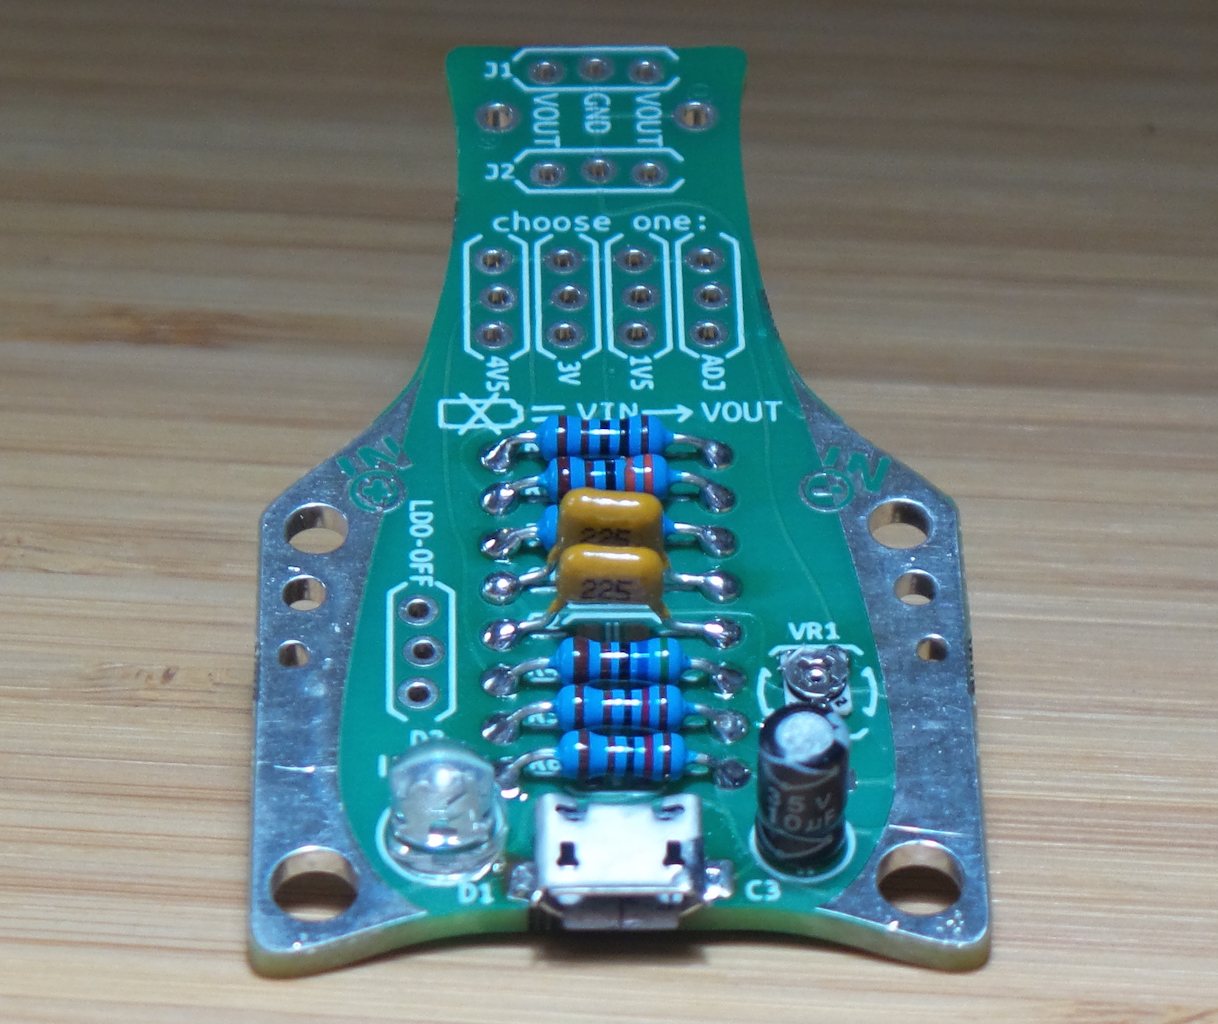 J1
VOUT GND VOUT
J2
choose one:
4V5 3V 1V5 ADJ
= VIN→VOUT
IN
IN
LDO-OFF
225
225
VR1
D2
35V
10µF
D1
C3